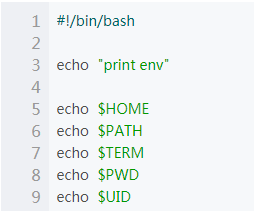 1 #!/bin/bash
2
3 echo "print env"
4
5 echo $HOME
6 echo $PATH
7 echo $TERM
8 echo $PWD
9 echo $UID